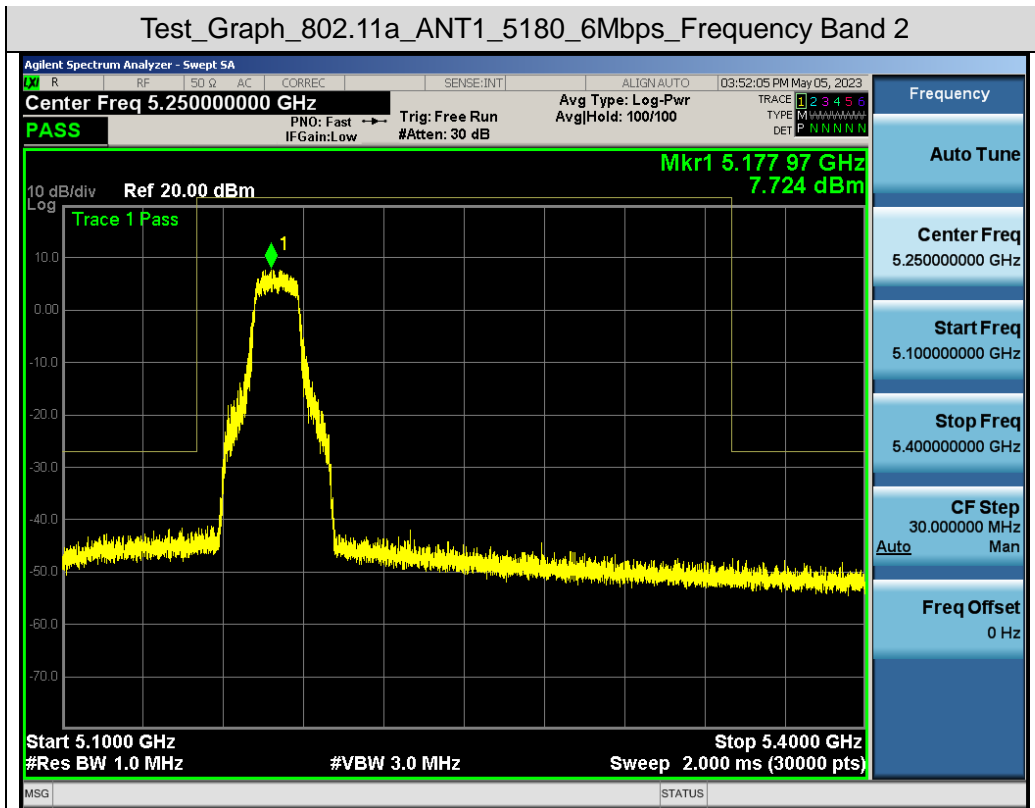 Test_Graph_802.11a_ANT1_5180_6Mbps_Frequency Band 2
Agilent Spectrum Analyzer - Swept SA
LXI R RF 50 Ω AC CORREC SENSE:INT ALIGN AUTO 03:52:05 PM May 05, 2023
Center Freq 5.250000000 GHz
PASS
PNO: Fast
IFGain:Low
Trig: Free Run
#Atten: 30 dB
Avg Type: Log-Pwr
Avg|Hold: 100/100
TRACE 1 2 3 4 5 6
TYPE M WWWWW
DET P N N N N N
Mkr1 5.177 97 GHz
7.724 dBm
10 dB/div Ref 20.00 dBm
Log
Trace 1 Pass
1
10.0
0.00
-10.0
-20.0
-30.0
-40.0
-50.0
-60.0
-70.0
Start 5.1000 GHz Stop 5.4000 GHz
#Res BW 1.0 MHz #VBW 3.0 MHz Sweep 2.000 ms (30000 pts)
MSG STATUS
Frequency
Auto Tune
Center Freq
5.250000000 GHz
Start Freq
5.100000000 GHz
Stop Freq
5.400000000 GHz
CF Step
30.000000 MHz
Auto Man
Freq Offset
0 Hz